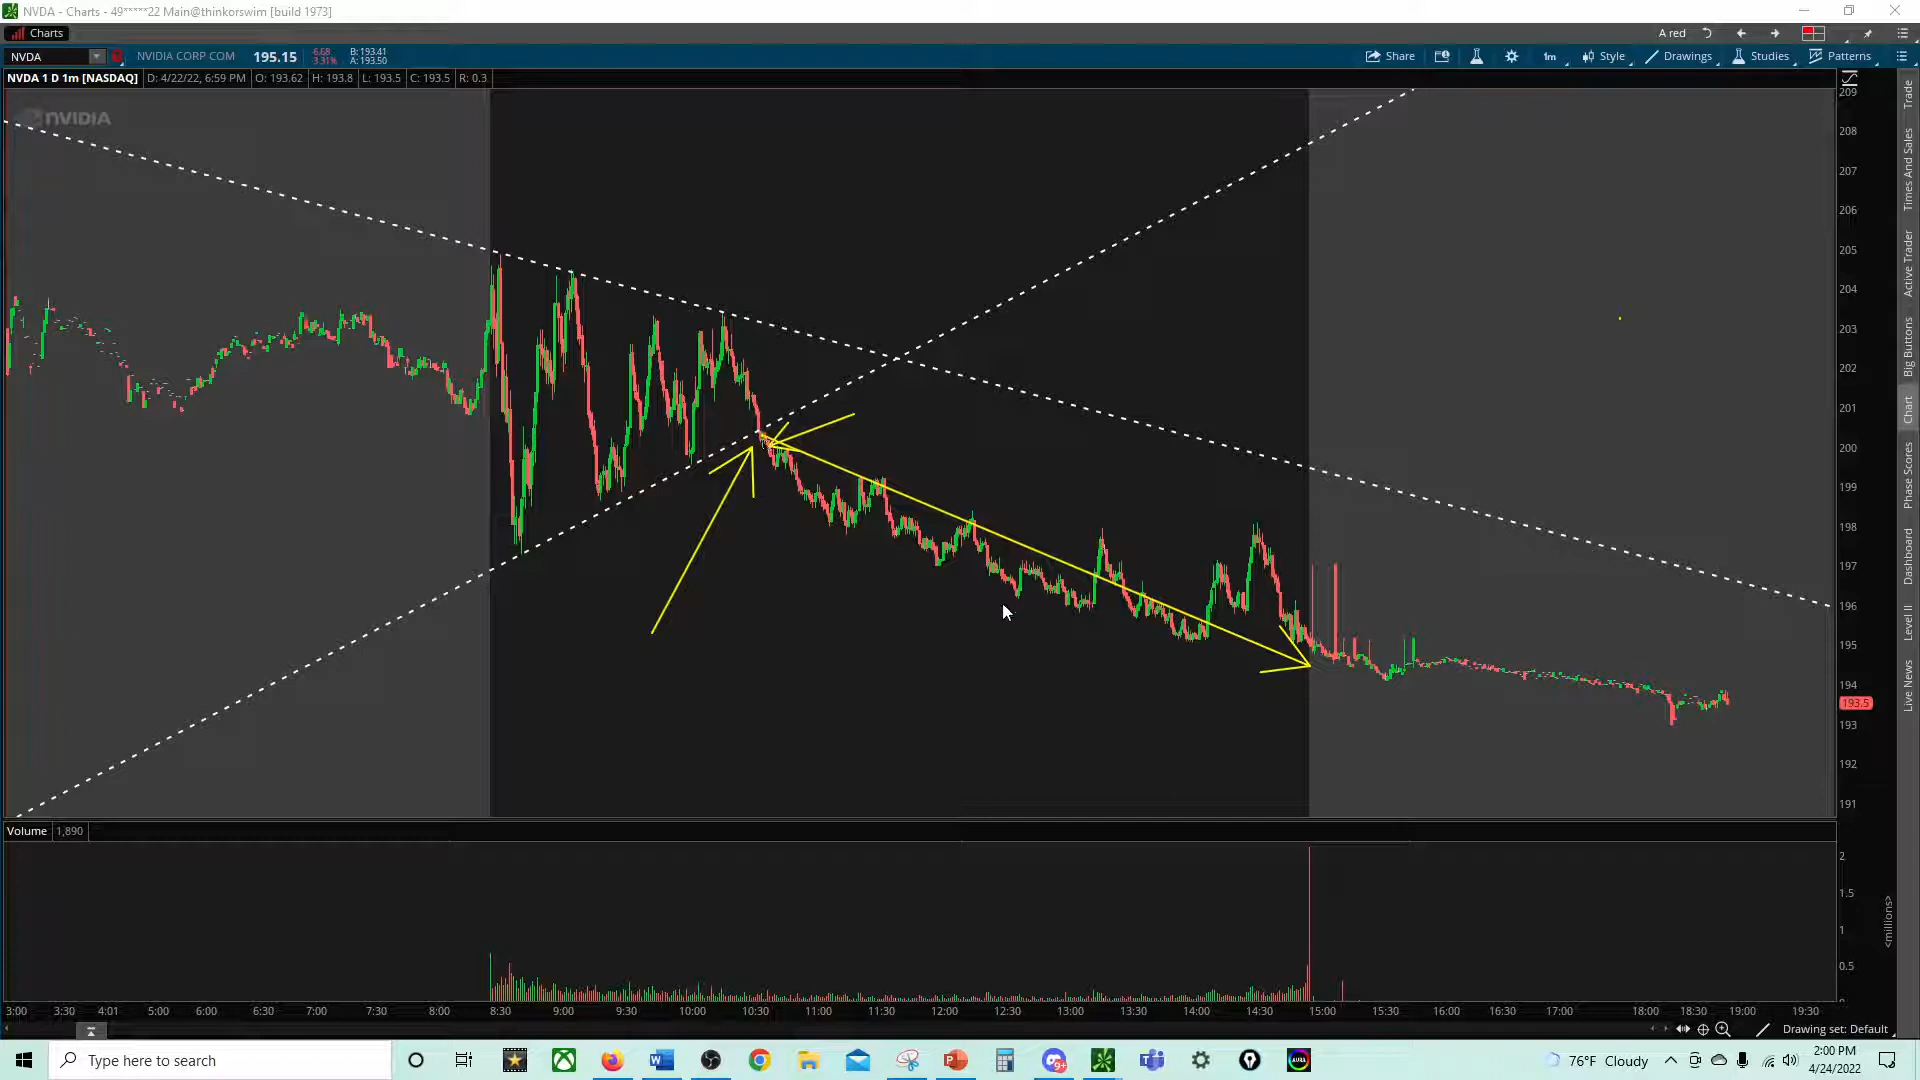 NVDA - Charts - 49*****22 Main@thinkorswim [build 1973]
Charts
A red
NVDA
NVIDIA CORP COM
195.15
-6.68
-3.31%
B: 193.41
A: 193.50
Share
1m
Style
Drawings
Studies
Patterns
NVDA 1 D 1m [NASDAQ]
D: 4/22/22, 6:59 PM
O: 193.62
H: 193.8
L: 193.5
C: 193.5
R: 0.3
NVIDIA
209
208
207
206
205
204
203
202
201
200
199
198
197
196
195
194
193.5
193
192
191
Trade
Times And Sales
Active Trader
Big Buttons
Chart
Phase Scores
Dashboard
Level II
Live News
Volume
1,890
2
1.5
1
0.5
<millions>
3:00 3:30 4:01 5:00 6:00 6:30 7:00 7:30 8:00 8:30 9:00 9:30 10:00 10:30 11:00 11:30 12:00 12:30 13:00 13:30 14:00 14:30 15:00 15:30 16:00 16:30 17:00 18:00 18:30 19:00 19:30
Drawing set: Default
Type here to search
9+
AURA
76°F Cloudy
2:00 PM
4/24/2022